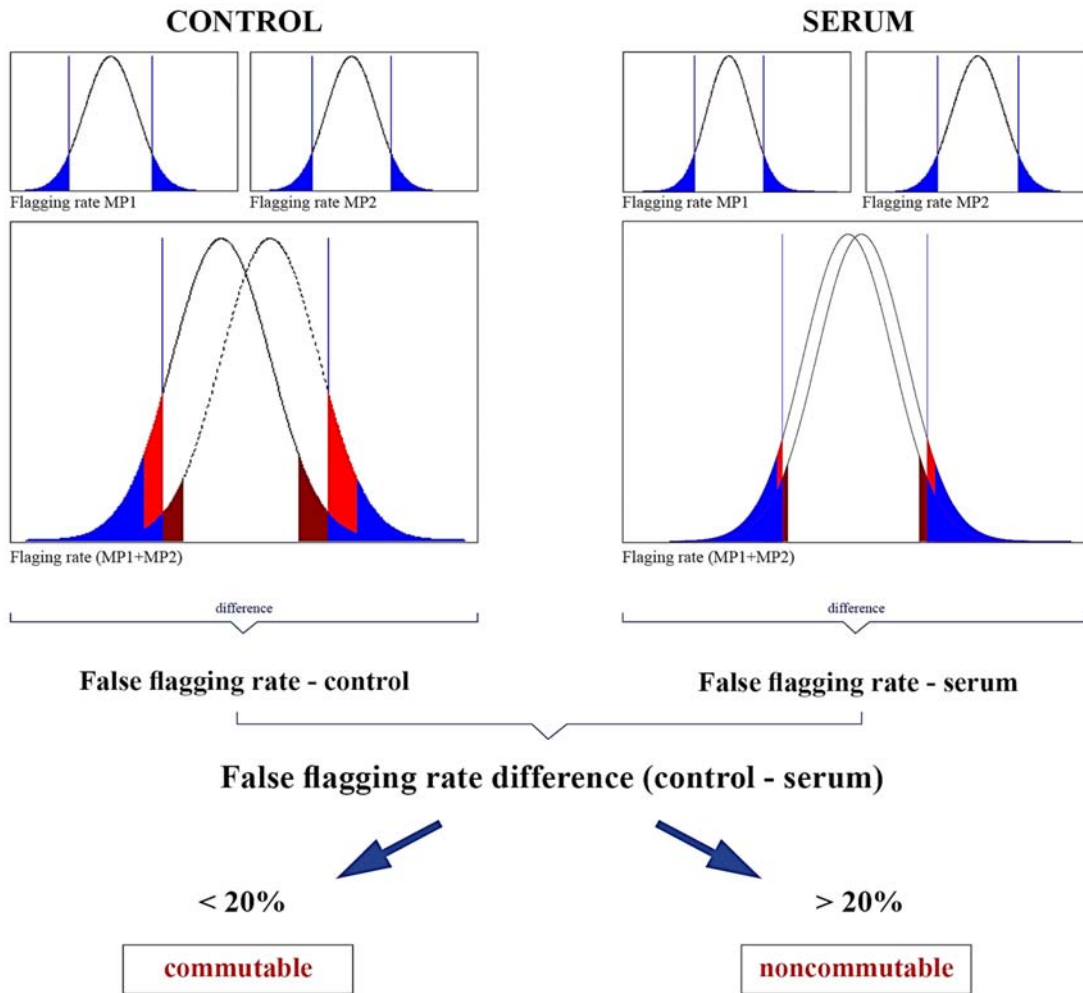 CONTROL
SERUM
Flagging rate MP1
Flagging rate MP2
Flagging rate MP1
Flagging rate MP2
Flaging rate (MP1+MP2)
Flaging rate (MP1+MP2)
difference
difference
False flagging rate - control
False flagging rate - serum
False flagging rate difference (control - serum)
< 20%
> 20%
commutable
noncommutable